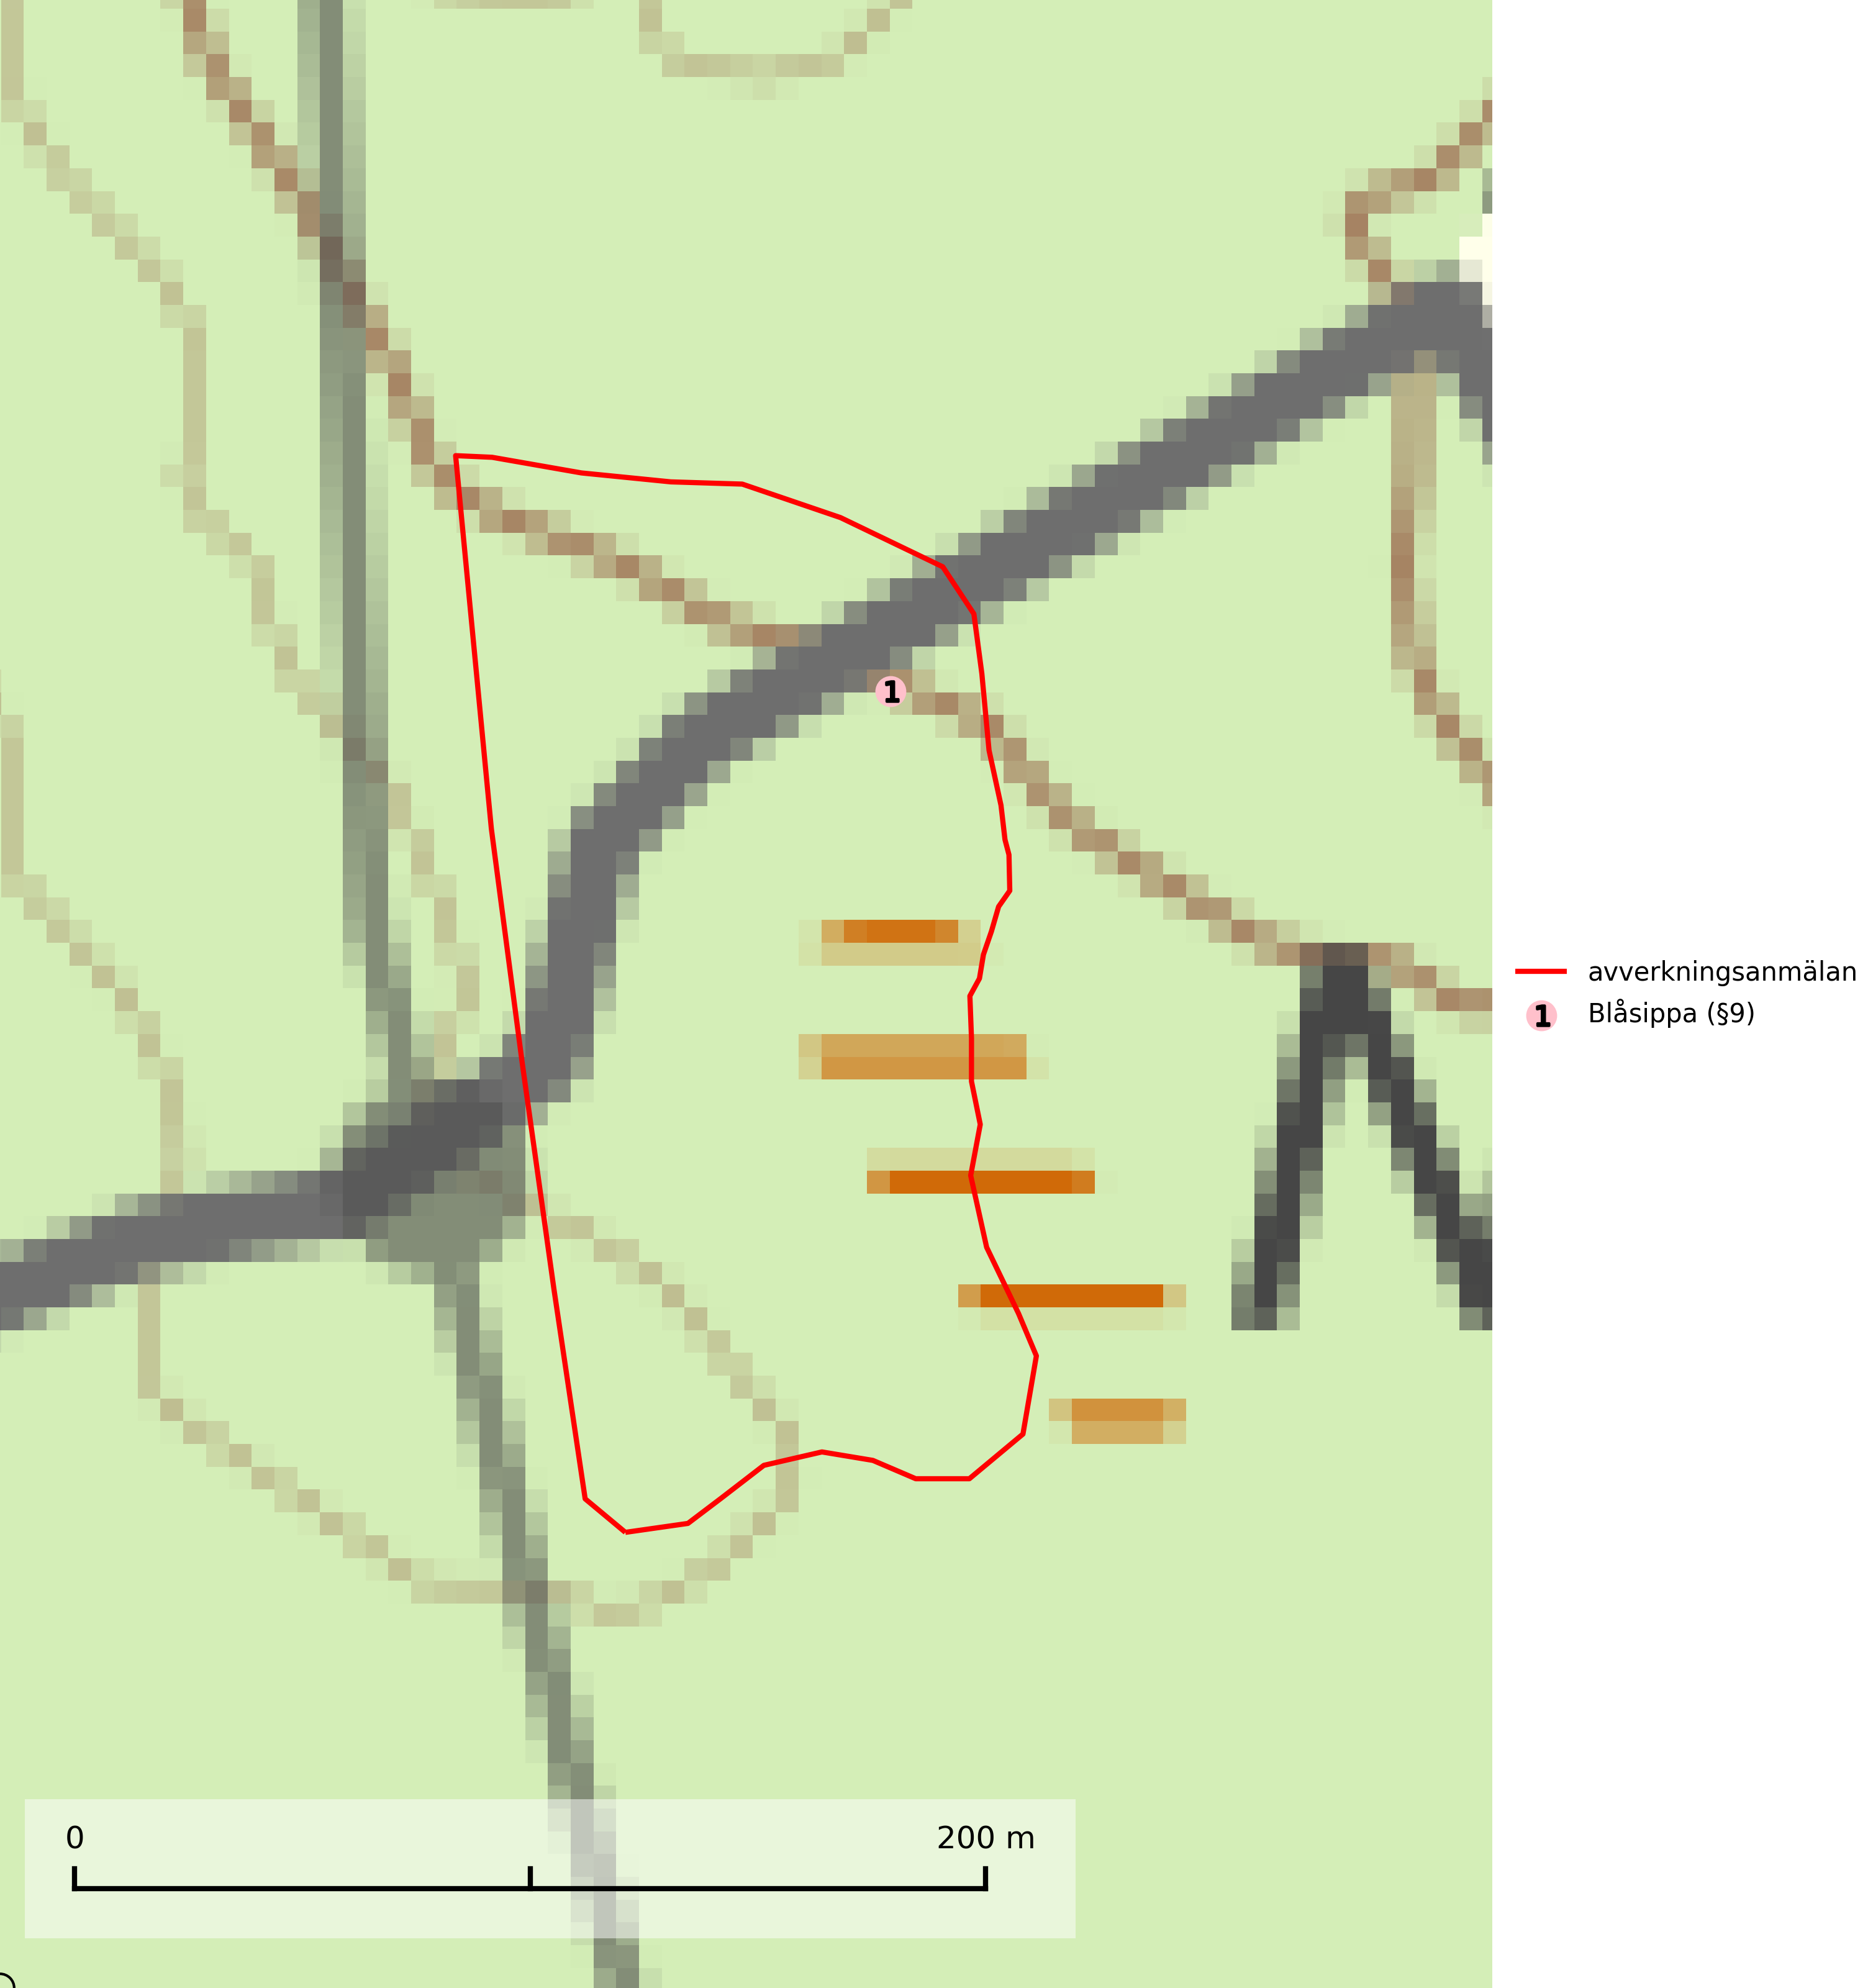 1
avverkningsanmälan
1 Blåsippa (§9)
0 200 m